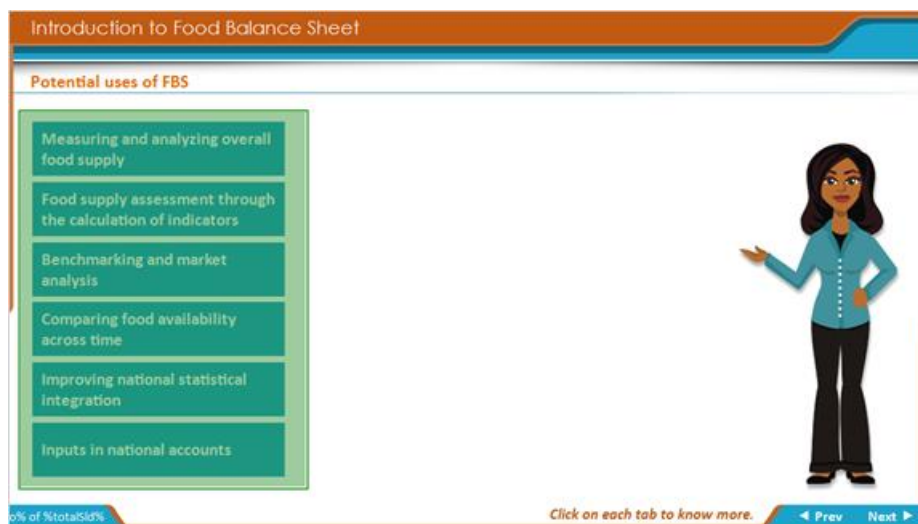 Introduction to Food Balance Sheet
Potential uses of FBS
Measuring and analyzing overall
food supply
Food supply assessment through
the calculation of indicators
Benchmarking and market
analysis
Comparing food availability
across time
Improving national statistical
integration
Inputs in national accounts
o% of %totalSld%
Click on each tab to know more.
Prev
Next